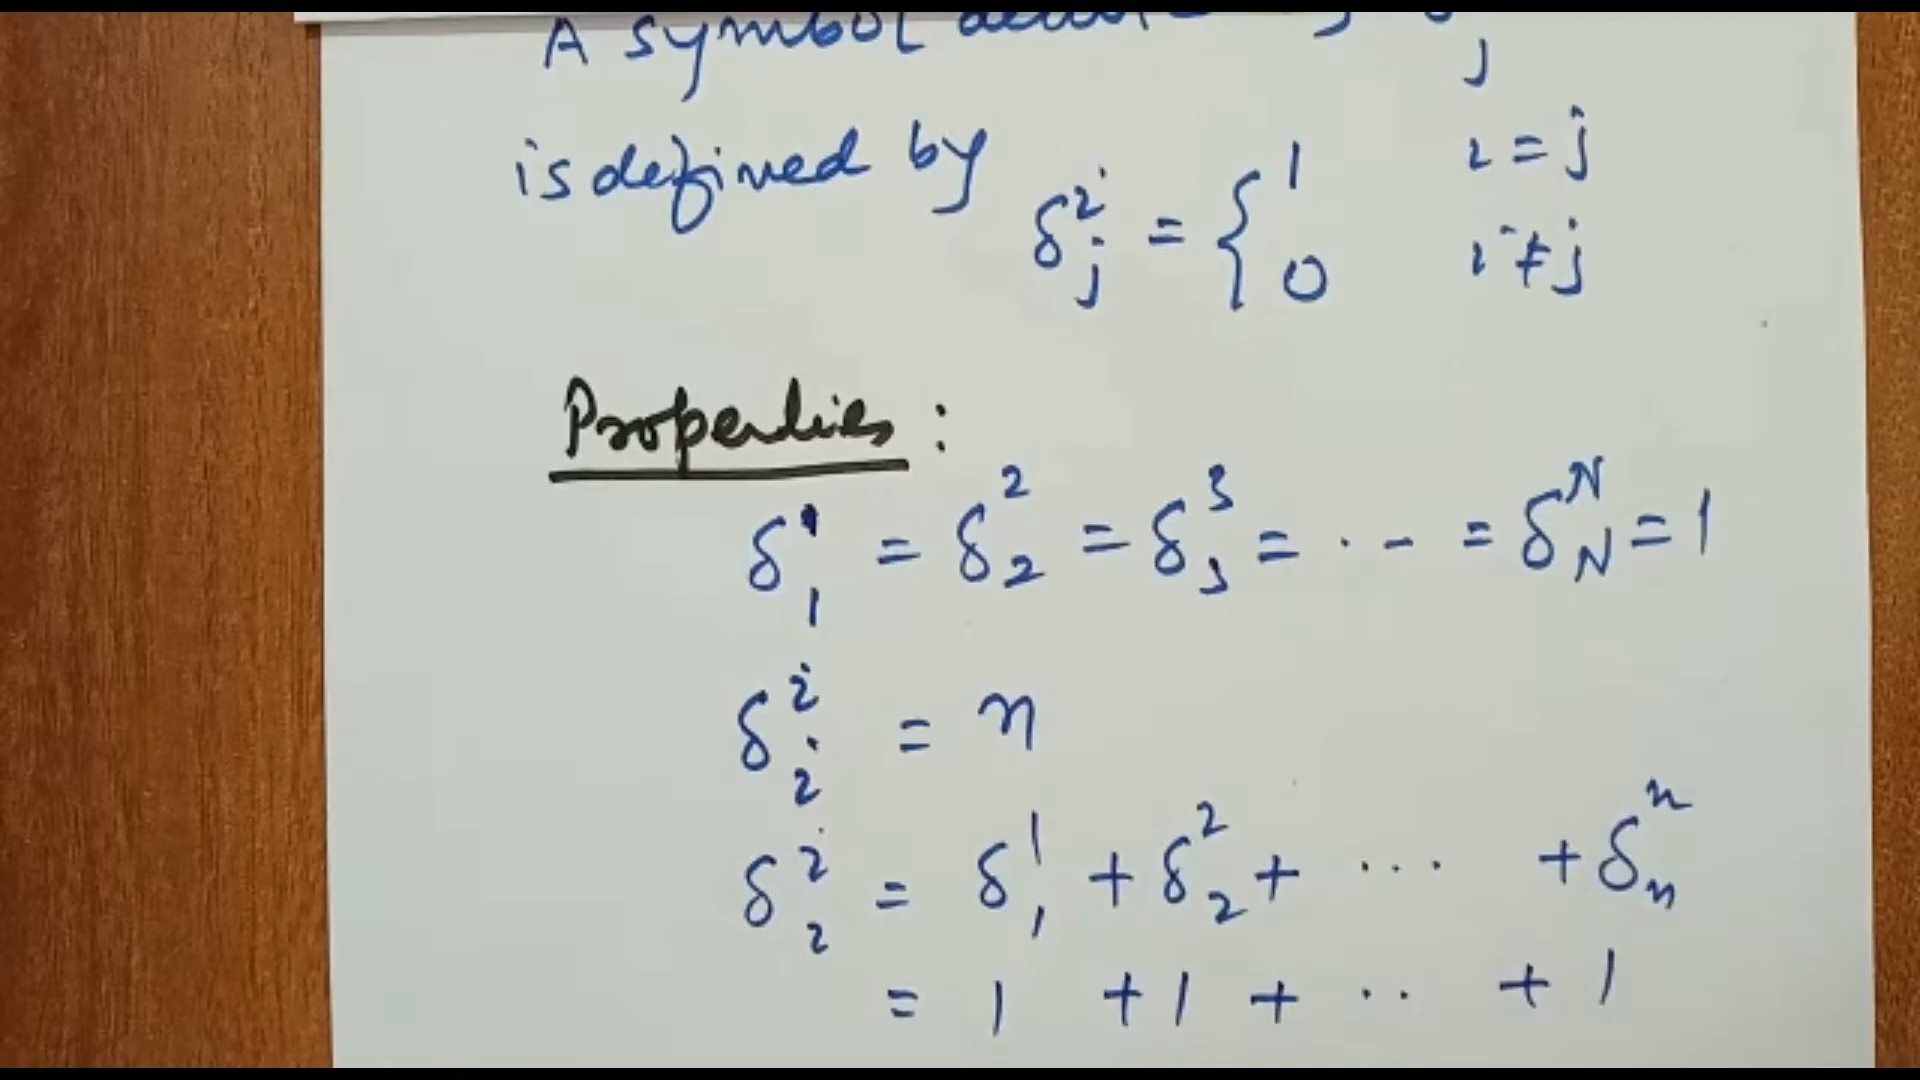 A symbol
j
is defined by δ^i_j = { 1 i = j
0 i ≠ j
Properties :
δ^1_1 = δ^2_2 = δ^3_3 = .-- = δ^N_N = 1
δ^i_i = n
δ^i_i = δ^1_1 + δ^2_2 + ... + δ^n_n
= 1 + 1 + .. + 1